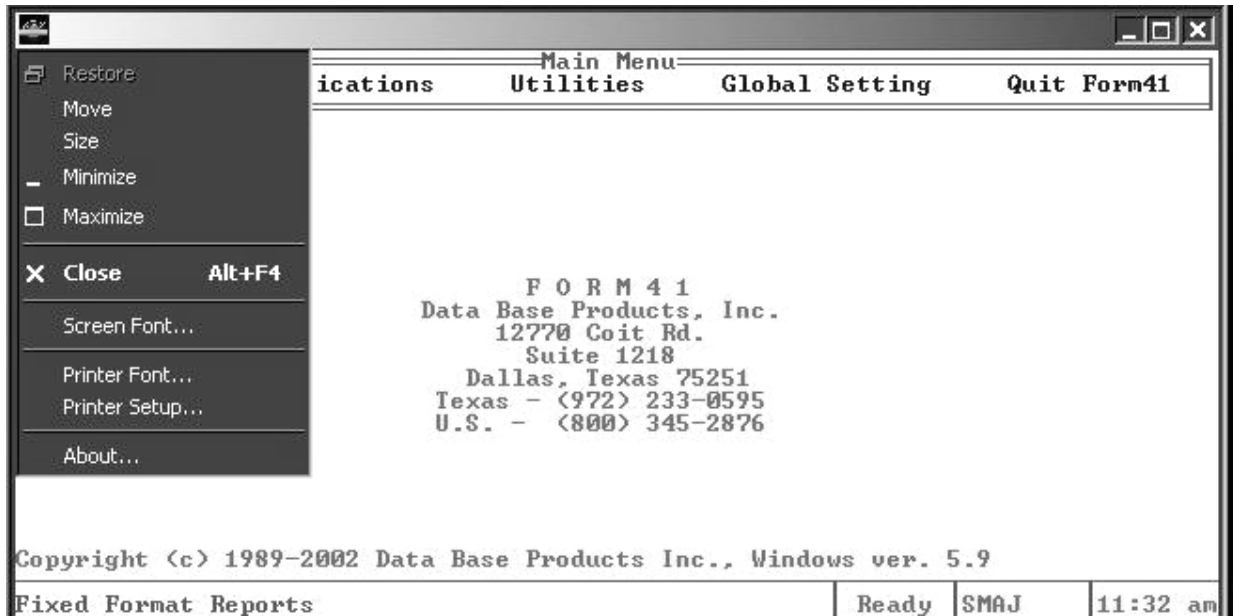 Main Menu
ications Utilities Global Setting Quit Form41
Restore
Move
Size
Minimize
Maximize
Close Alt+F4
Screen Font...
Printer Font...
Printer Setup...
About...
F O R M 4 1
Data Base Products, Inc.
12770 Coit Rd.
Suite 1218
Dallas, Texas 75251
Texas - (972) 233-0595
U.S. - (800) 345-2876
Copyright (c) 1989-2002 Data Base Products Inc., Windows ver. 5.9
Fixed Format Reports Ready SMAJ 11:32 am